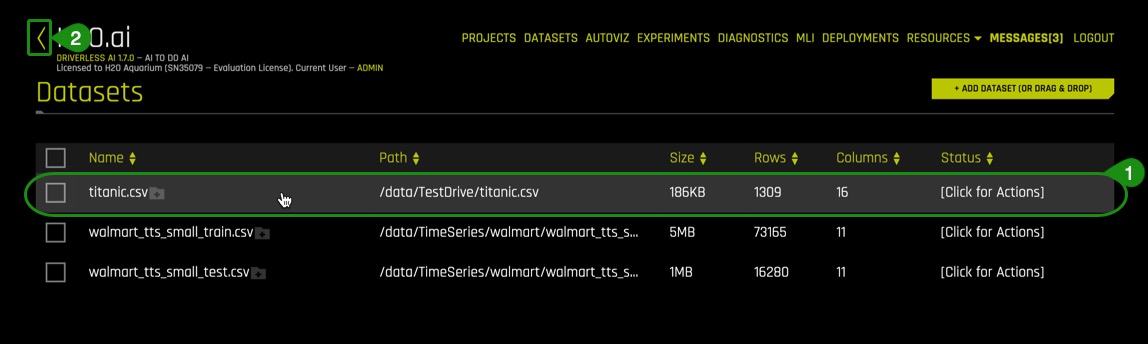 2
.ai
DRIVERLESS AI 1.7.0 – AI TO DO AI
Licensed to H2O Aquarium (SN35079 – Evaluation License). Current User – ADMIN
PROJECTS DATASETS AUTOVIZ EXPERIMENTS DIAGNOSTICS MLI DEPLOYMENTS RESOURCES MESSAGES[3] LOGOUT
Datasets
+ ADD DATASET (OR DRAG & DROP)
Name Path Size Rows Columns Status
1
titanic.csv /data/TestDrive/titanic.csv 186KB 1309 16 [Click for Actions]
walmart_tts_small_train.csv /data/TimeSeries/walmart/walmart_tts_s... 5MB 73165 11 [Click for Actions]
walmart_tts_small_test.csv /data/TimeSeries/walmart/walmart_tts_s... 1MB 16280 11 [Click for Actions]